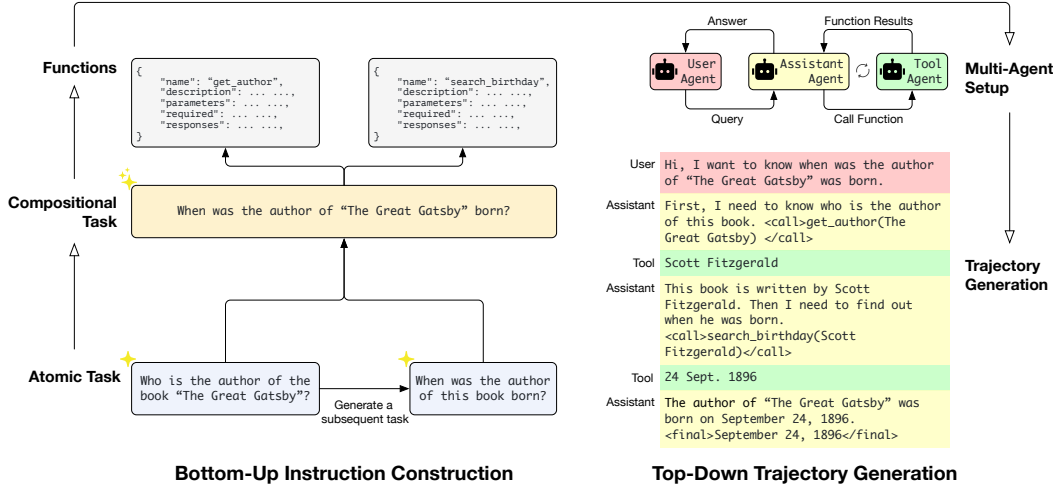 Functions
{
"name": “get_author”,
"description": ... ...,
"parameters": ... ...,
"required": ... ...,
"responses": ... ...,
}
{
"name": “search_birthday”,
"description": ... ...,
"parameters": ... ...,
"required": ... ...,
"responses": ... ...,
}
Compositional
Task
When was the author of “The Great Gatsby” born?
Atomic Task
Who is the author of the
book “The Great Gatsby”?
Generate a
subsequent task
When was the author
of this book born?
Bottom-Up Instruction Construction
Answer
Function Results
User
Agent
Assistant
Agent
Tool
Agent
Query
Call Function
Multi-Agent
Setup
User
Hi, I want to know when was the author
of “The Great Gatsby” was born.
Assistant
First, I need to know who is the author
of this book. <call>get_author(The
Great Gatsby) </call>
Tool
Scott Fitzgerald
Assistant
This book is written by Scott
Fitzgerald. Then I need to find out
when he was born.
<call>search_birthday(Scott
Fitzgerald)</call>
Tool
24 Sept. 1896
Assistant
The author of “The Great Gatsby” was
born on September 24, 1896.
<final>September 24, 1896</final>
Trajectory
Generation
Top-Down Trajectory Generation